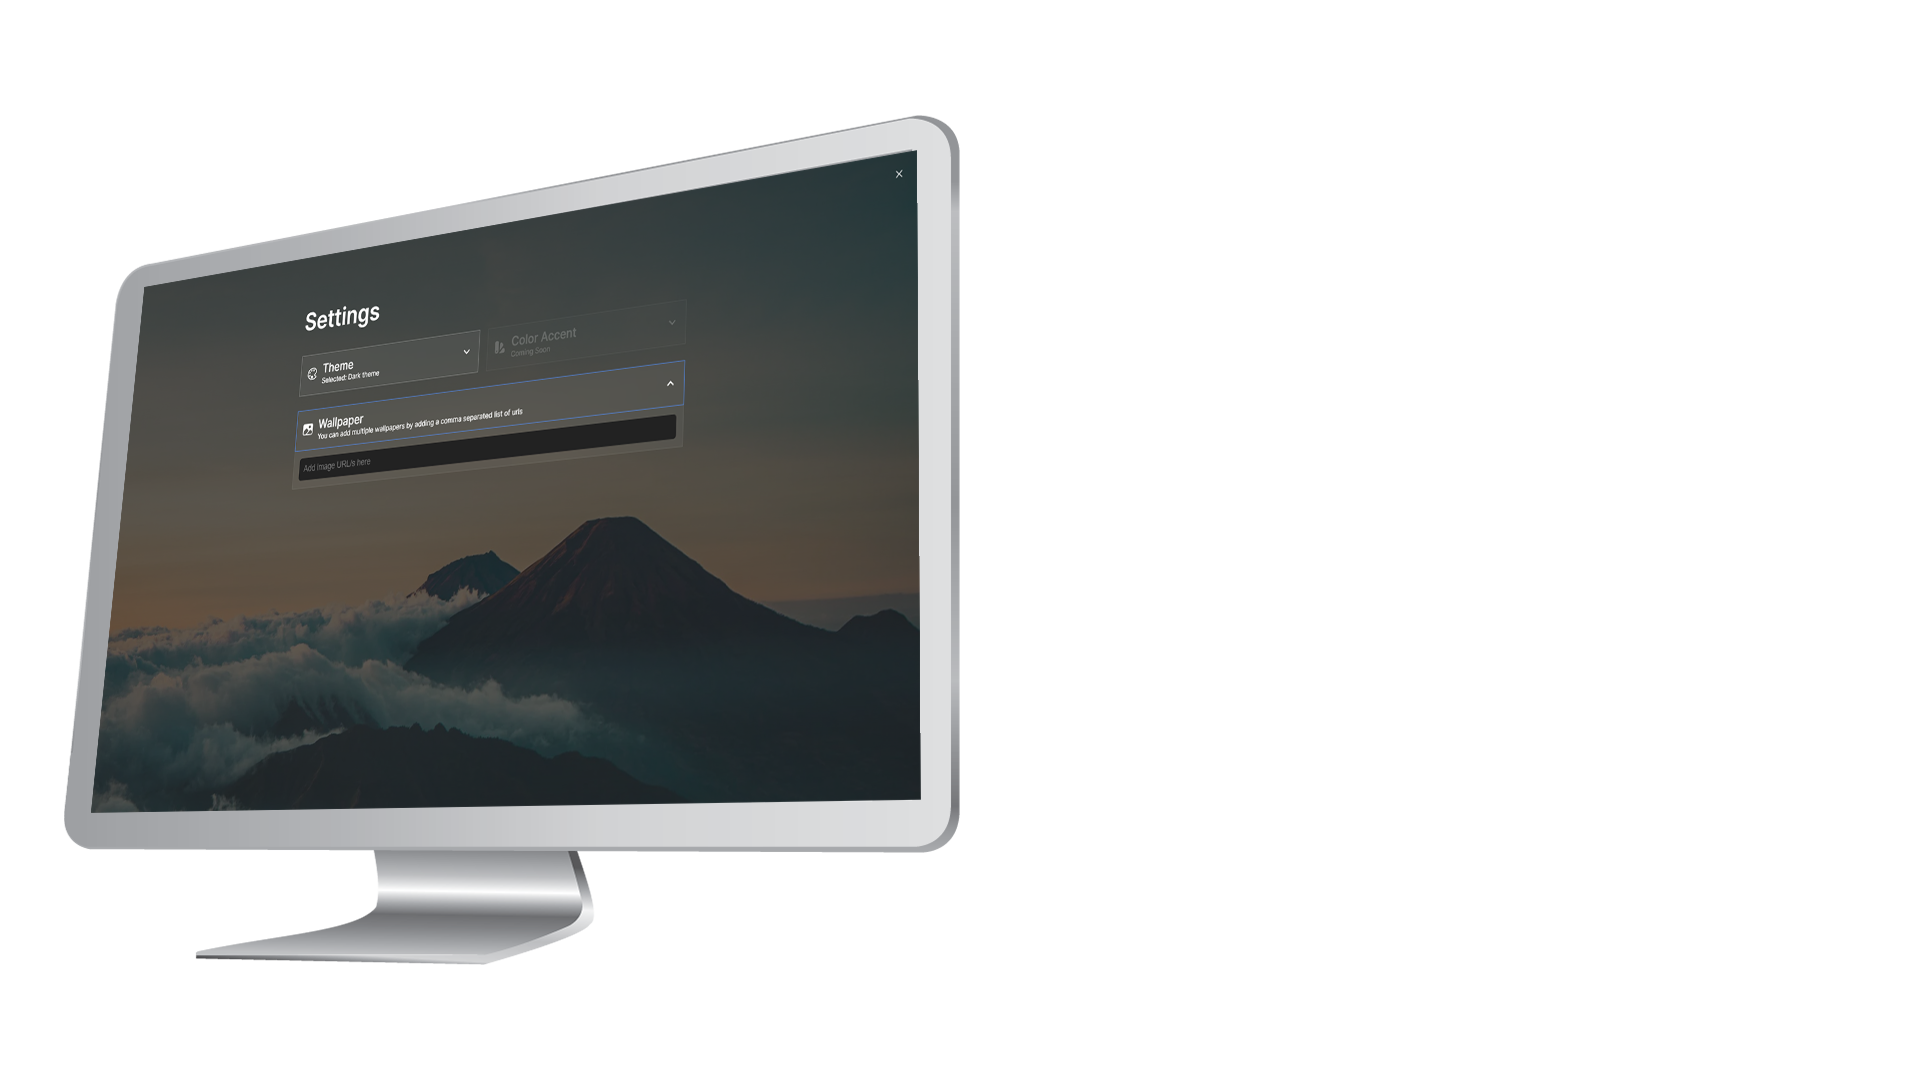 Settings
Theme
Selected: Dark theme
Color Accent
Coming Soon
Wallpaper
You can add multiple wallpapers by adding a comma separated list of urls
Add image URL/s here